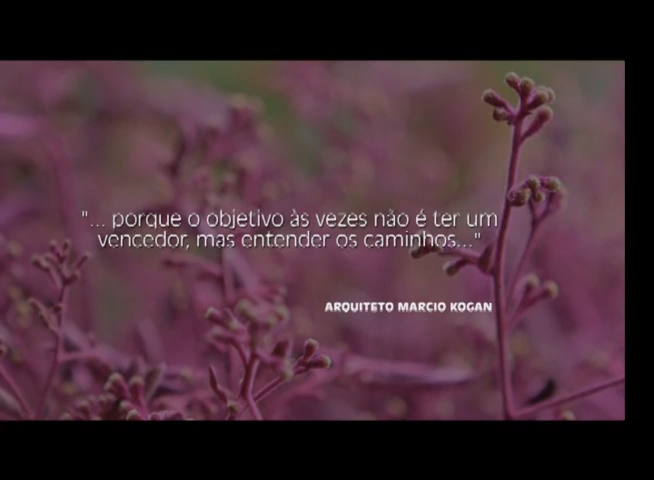 "... porque o objetivo às vezes não é ter um
vencedor, mas entender os caminhos..."
ARQUITETO MARCIO KOGAN